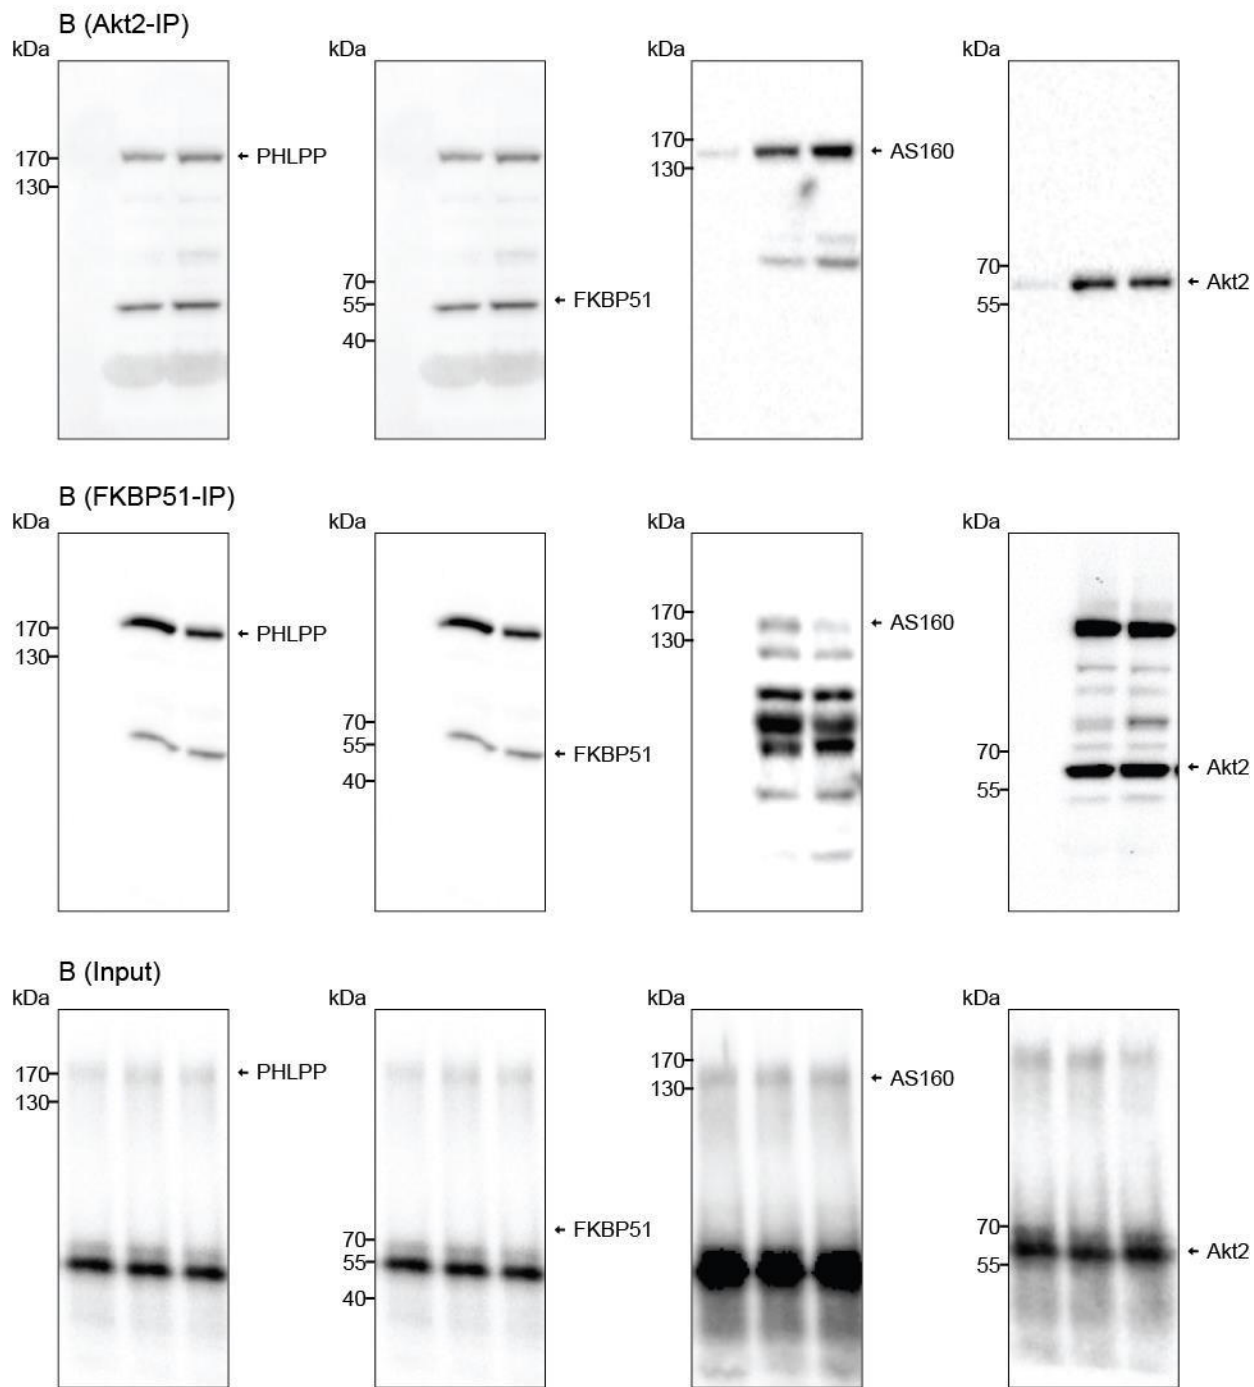 B (Akt2-IP)
kDa kDa kDa kDa
170 130 PHLPP
70 55 40 FKBP51
170 130 AS160
70 55 Akt2
B (FKBP51-IP)
kDa kDa kDa kDa
170 130 PHLPP
70 55 40 FKBP51
170 130 AS160
70 55 Akt2
B (Input)
kDa kDa kDa kDa
170 130 PHLPP
70 55 40 FKBP51
170 130 AS160
70 55 Akt2